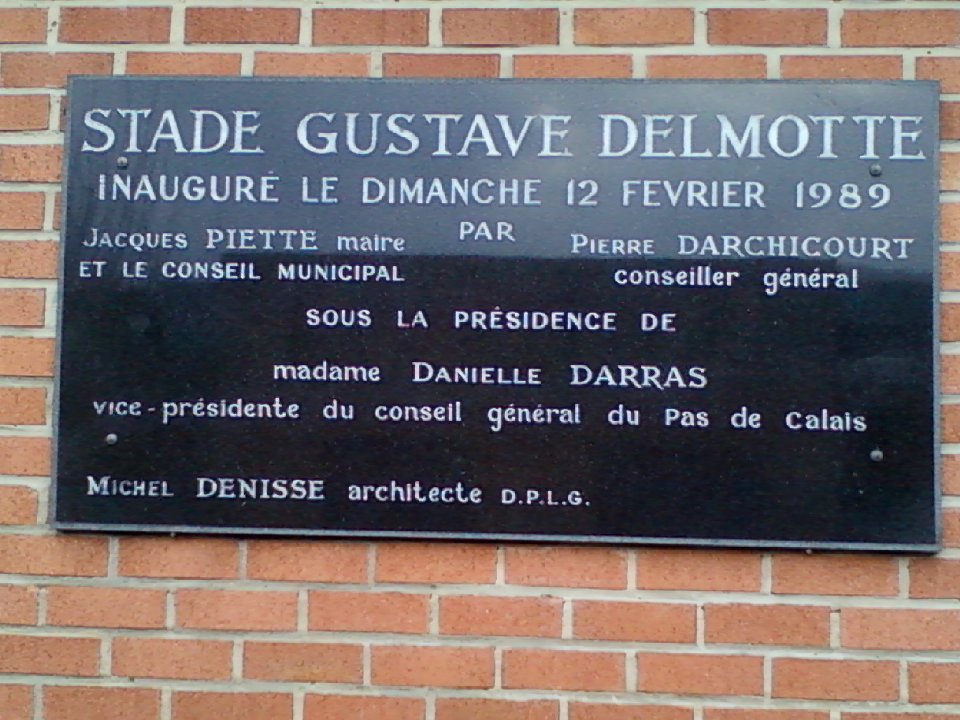 STADE GUSTAVE DELMOTTE
INAUGURÉ LE DIMANCHE 12 FEVRIER 1989
PAR
JACQUES PIETTE maire
ET LE CONSEIL MUNICIPAL
PIERRE DARCHICOURT
conseiller général
SOUS LA PRÉSIDENCE DE
madame DANIELLE DARRAS
vice-présidente du conseil général du Pas de Calais
MICHEL DENISSE architecte D.P.L.G.